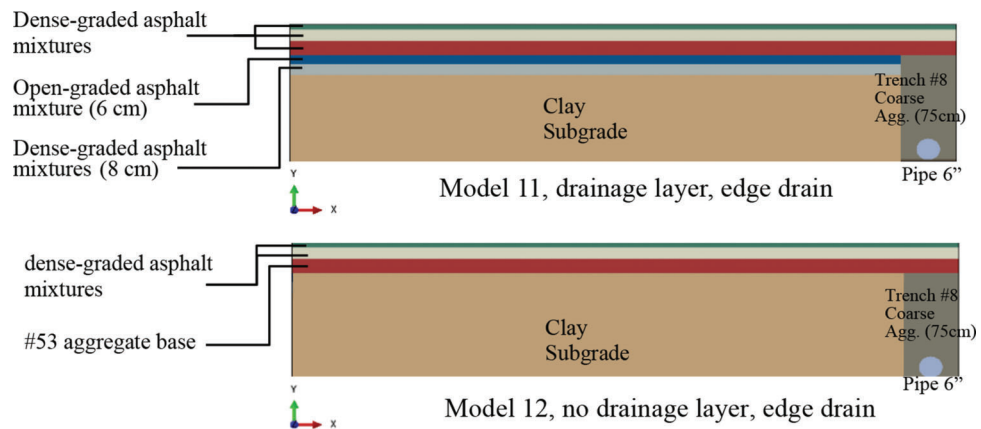 Dense-graded asphalt
mixtures
Open-graded asphalt
mixture (6 cm)
Dense-graded asphalt
mixtures (8 cm)
Clay
Subgrade
Trench #8
Coarse
Agg. (75cm)
Pipe 6”
Y
X
Model 11, drainage layer, edge drain
dense-graded asphalt
mixtures
#53 aggregate base
Clay
Subgrade
Trench #8
Coarse
Agg. (75cm)
Pipe 6”
Y
X
Model 12, no drainage layer, edge drain